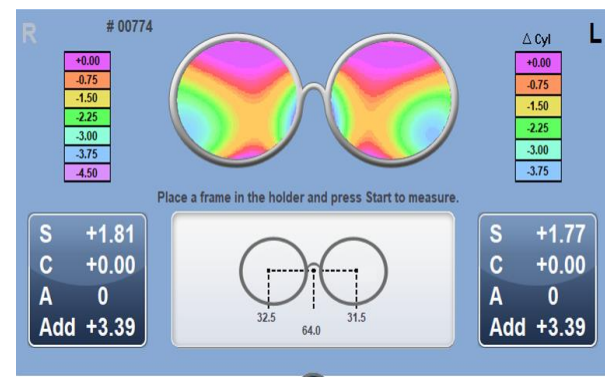 R
# 00774
L
Δ Cyl
+0.00
-0.75
-1.50
-2.25
-3.00
-3.75
-4.50
+0.00
-0.75
-1.50
-2.25
-3.00
-3.75
Place a frame in the holder and press Start to measure.
S +1.81
C +0.00
A 0
Add +3.39
32.5
64.0
31.5
S +1.77
C +0.00
A 0
Add +3.39